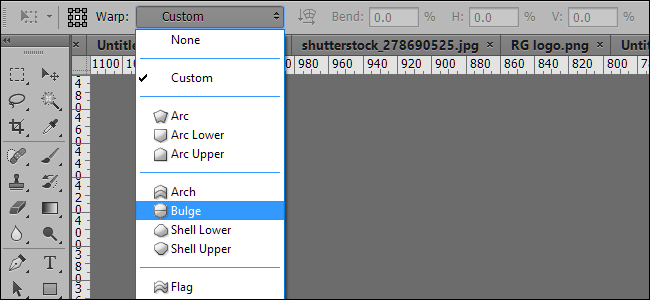 Warp: Custom Bend: 0.0 % H: 0.0 % V: 0.0 %
× Untitle shutterstock_278690525.jpg × RG logo.png × Untit
1100 10 980 960 940 920 900 880 860 840 820 800 78
None
Custom
Arc
Arc Lower
Arc Upper
Arch
Bulge
Shell Lower
Shell Upper
Flag
T